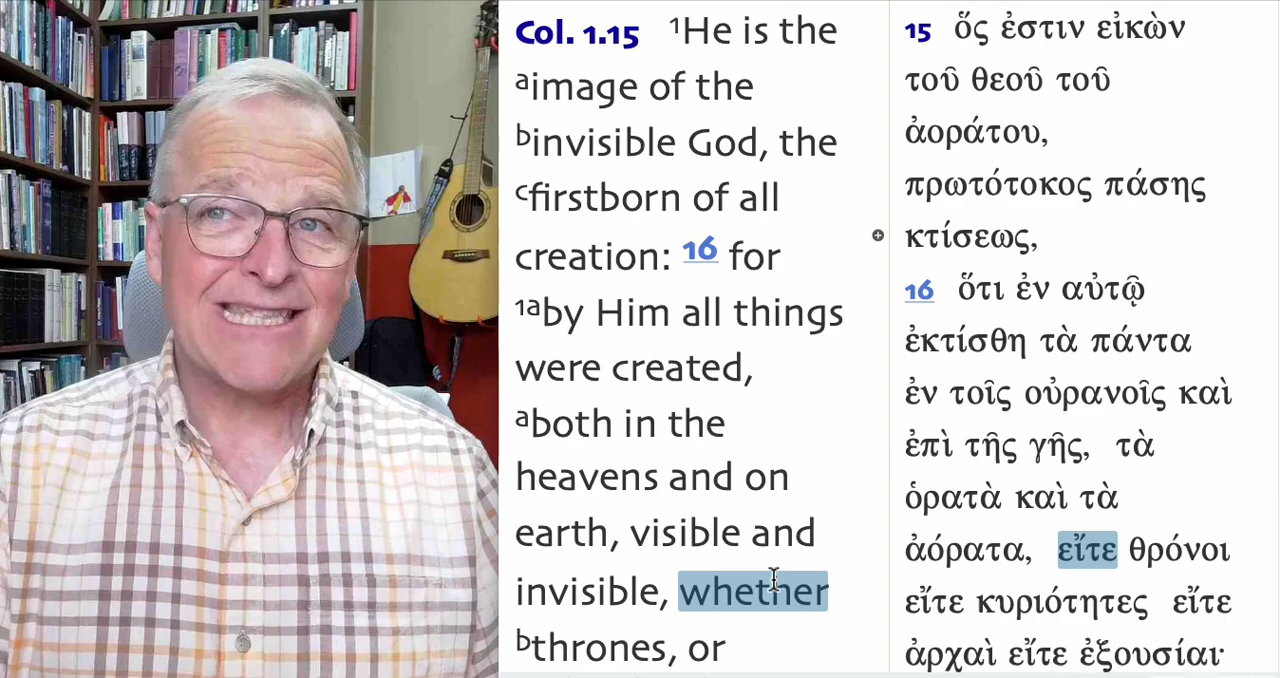 Col. 1.15 ¹He is the
ᵃimage of the
ᵇinvisible God, the
ᶜfirstborn of all
creation: 16 for
¹ᵃby Him all things
were created,
ᵃboth in the
heavens and on
earth, visible and
invisible, whether
ᵇthrones, or
15 ὅς ἐστιν εἰκὼν
τοῦ θεοῦ τοῦ
ἀοράτου,
πρωτότοκος πάσης
κτίσεως,
16 ὅτι ἐν αὐτῷ
ἐκτίσθη τὰ πάντα
ἐν τοῖς οὐρανοῖς καὶ
ἐπὶ τῆς γῆς, τὰ
ὁρατὰ καὶ τὰ
ἀόρατα, εἴτε θρόνοι
εἴτε κυριότητες εἴτε
ἀρχαὶ εἴτε ἐξουσίαι·